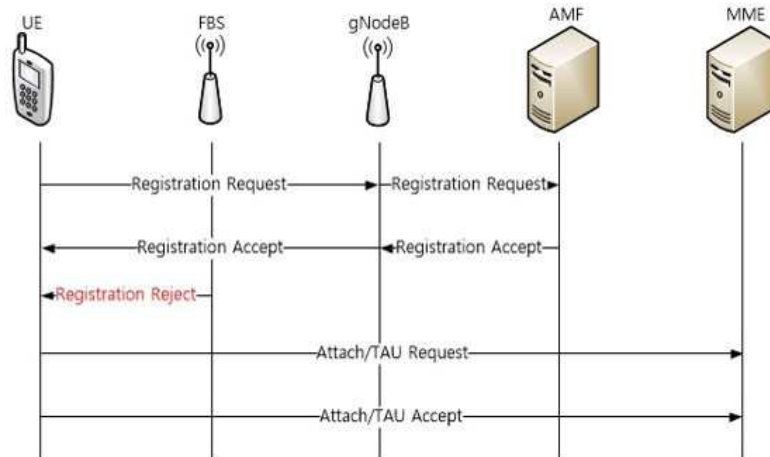 UE
FBS
gNodeB
AMF
MME
Registration Request
Registration Request
Registration Accept
Registration Accept
Registration Reject
Attach/TAU Request
Attach/TAU Accept